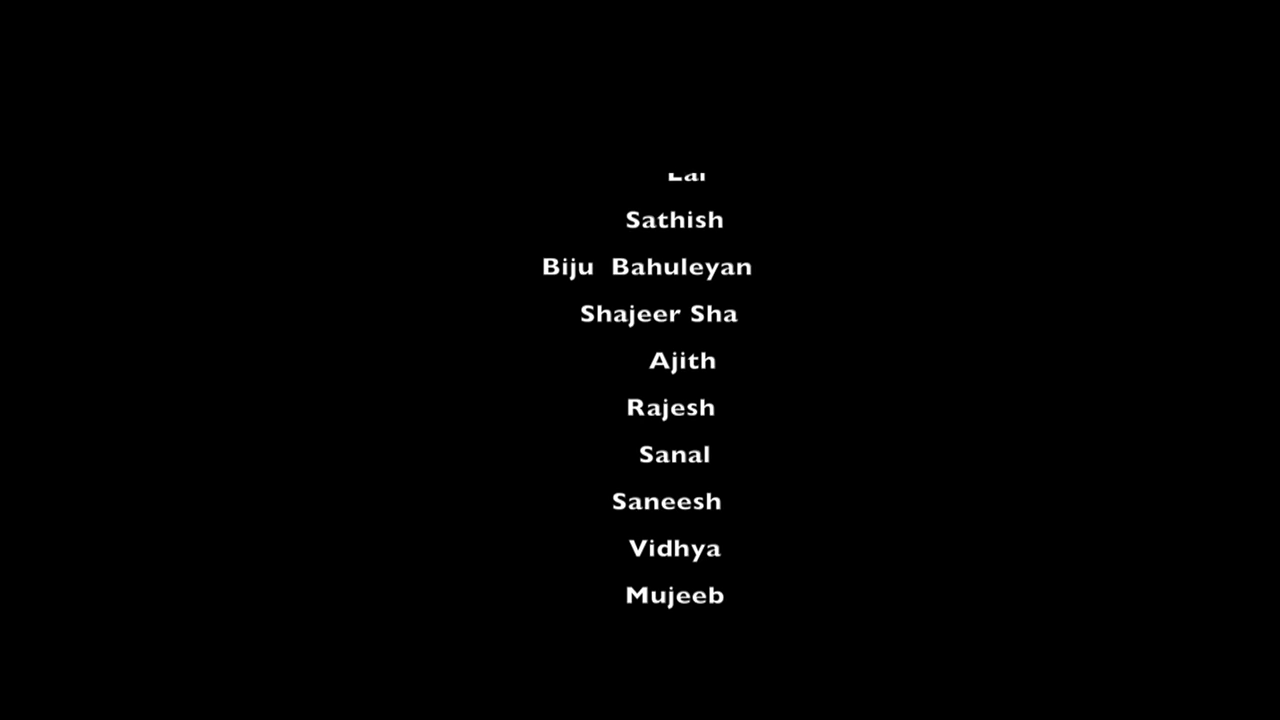 Sathish
Biju Bahuleyan
Shajeer Sha
Ajith
Rajesh
Sanal
Saneesh
Vidhya
Mujeeb